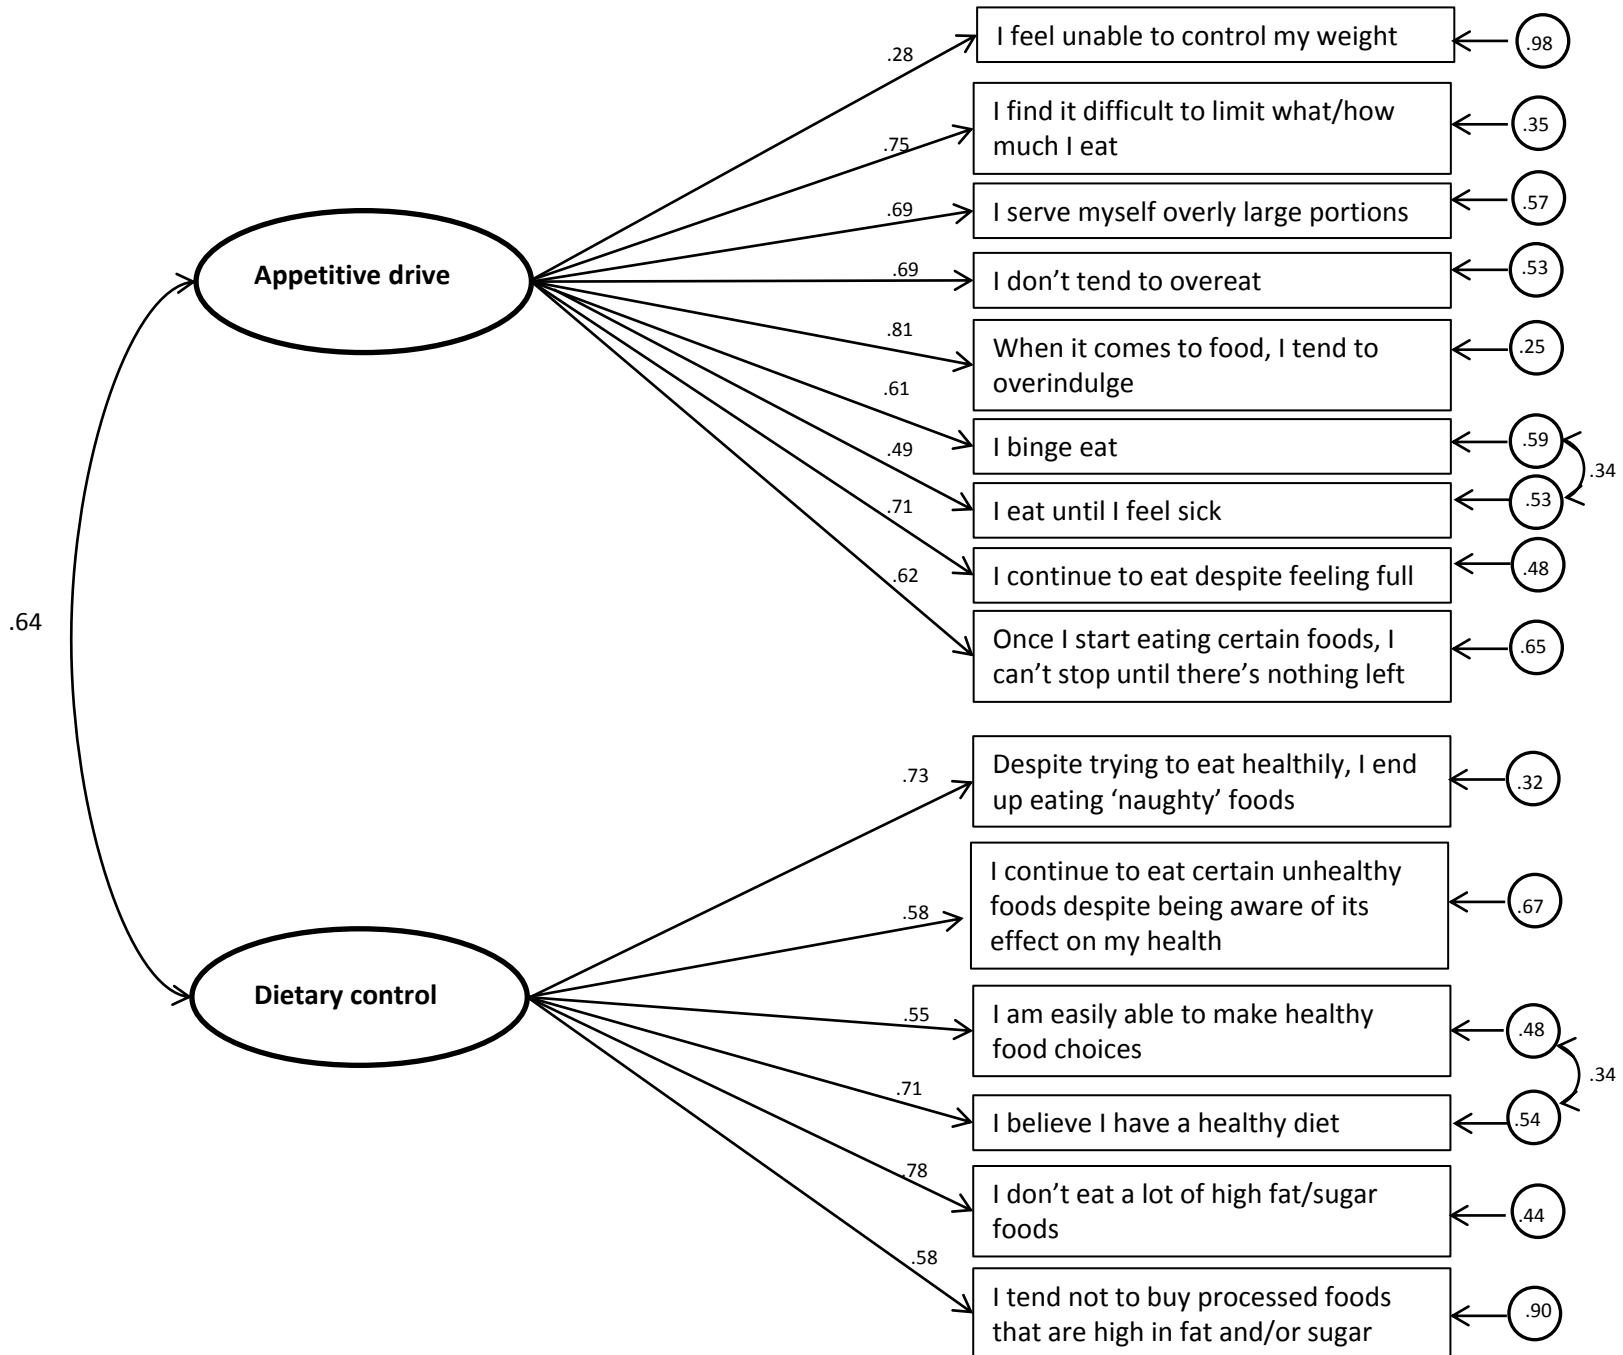 I feel unable to control my weight
.98
.28
I find it difficult to limit what/how
much I eat
.35
.75
I serve myself overly large portions
.57
.69
Appetitive drive
I don’t tend to overeat
.53
.69
When it comes to food, I tend to
overindulge
.25
.81
I binge eat
.59
.61
.34
I eat until I feel sick
.53
.49
I continue to eat despite feeling full
.48
.71
Once I start eating certain foods, I
can’t stop until there’s nothing left
.65
.62
.64
Despite trying to eat healthily, I end
up eating ‘naughty’ foods
.32
.73
I continue to eat certain unhealthy
foods despite being aware of its
effect on my health
.67
.58
Dietary control
I am easily able to make healthy
food choices
.48
.55
.34
I believe I have a healthy diet
.54
.71
I don’t eat a lot of high fat/sugar
foods
.44
.78
I tend not to buy processed foods
that are high in fat and/or sugar
.90
.58